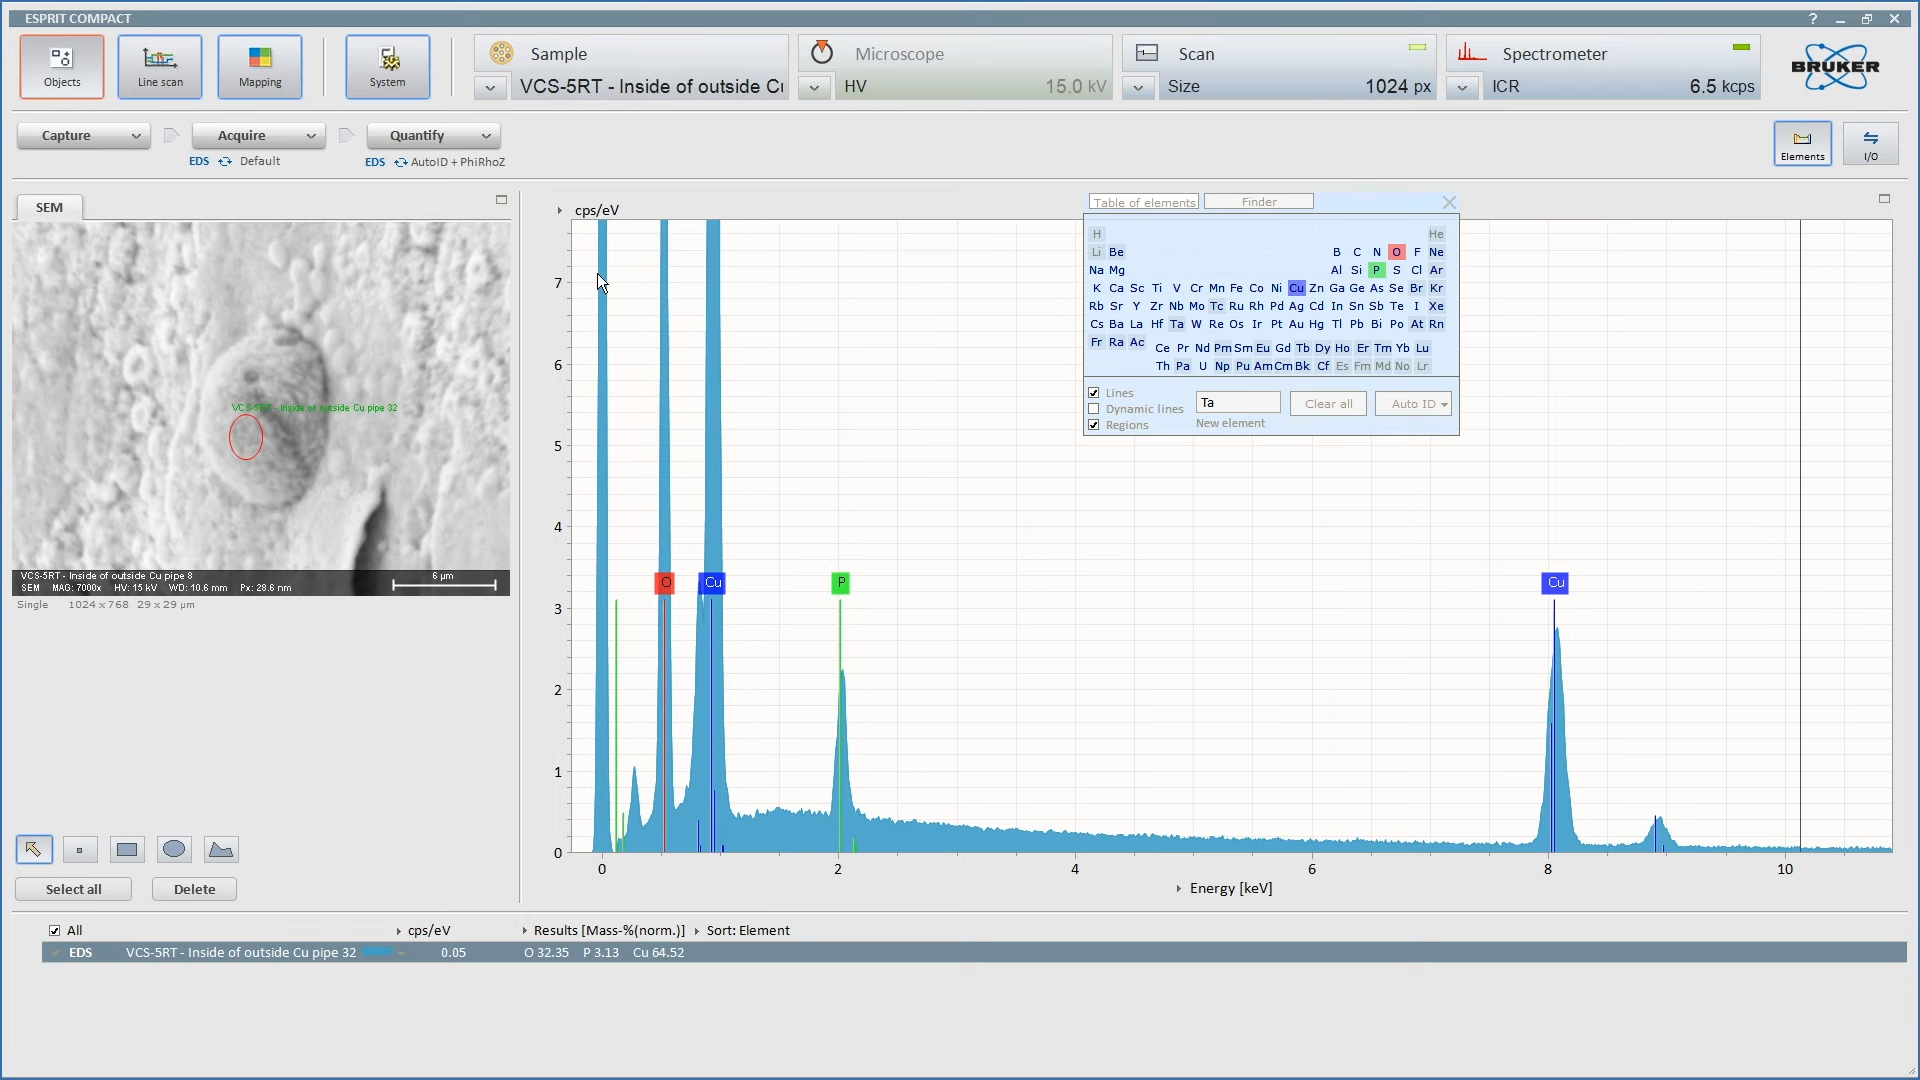 ESPRIT COMPACT
?
Objects
Line scan
Mapping
System
Sample
VCS-5RT - Inside of outside Cu
Microscope
HV 15.0 kV
Scan
Size 1024 px
Spectrometer
ICR 6.5 kcps
BRUKER
Capture
Acquire
Quantify
EDS Default
EDS AutoID + PhiRhoZ
Elements
I/O
SEM
VCS-5RT - Inside of outside Cu pipe 32
VCS-5RT - Inside of outside Cu pipe 8
SEM MAG: 7000x HV: 15 kV WD: 10.6 mm Px: 28.6 nm
6 µm
Single 1024 x 768 29 x 29 µm
Select all
Delete
cps/eV
7
6
5
4
3
2
1
0
O
Cu
P
Cu
0 2 4 6 8 10
Energy [keV]
Table of elements
Finder
H He
Li Be B C N O F Ne
Na Mg Al Si P S Cl Ar
K Ca Sc Ti V Cr Mn Fe Co Ni Cu Zn Ga Ge As Se Br Kr
Rb Sr Y Zr Nb Mo Tc Ru Rh Pd Ag Cd In Sn Sb Te I Xe
Cs Ba La Hf Ta W Re Os Ir Pt Au Hg Tl Pb Bi Po At Rn
Fr Ra Ac
Ce Pr Nd Pm Sm Eu Gd Tb Dy Ho Er Tm Yb Lu
Th Pa U Np Pu Am Cm Bk Cf Es Fm Md No Lr
Lines
Dynamic lines
Regions
Ta
New element
Clear all
Auto ID
All cps/eV Results [Mass-%(norm.)] Sort: Element
EDS VCS-5RT - Inside of outside Cu pipe 32 0.05 O 32.35 P 3.13 Cu 64.52